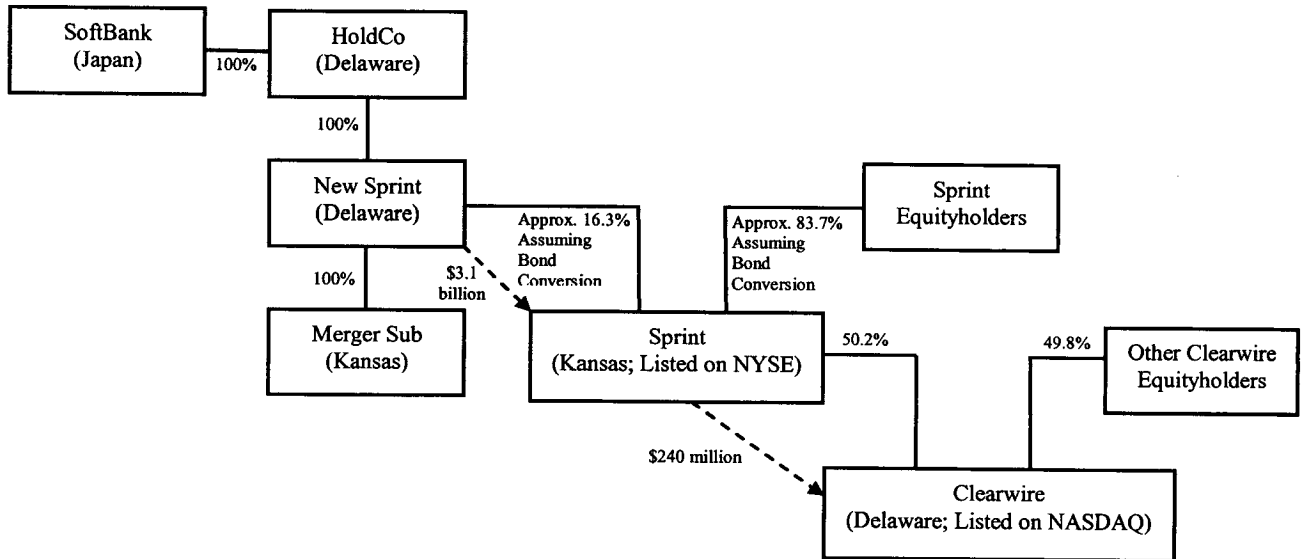 SoftBank
(Japan)
100%
HoldCo
(Delaware)
100%
New Sprint
(Delaware)
100%
Merger Sub
(Kansas)
$3.1
billion
Approx. 16.3%
Assuming
Bond
Conversion
Approx. 83.7%
Assuming
Bond
Conversion
Sprint
Equityholders
Sprint
(Kansas; Listed on NYSE)
50.2%
49.8%
Other Clearwire
Equityholders
$240 million
Clearwire
(Delaware; Listed on NASDAQ)